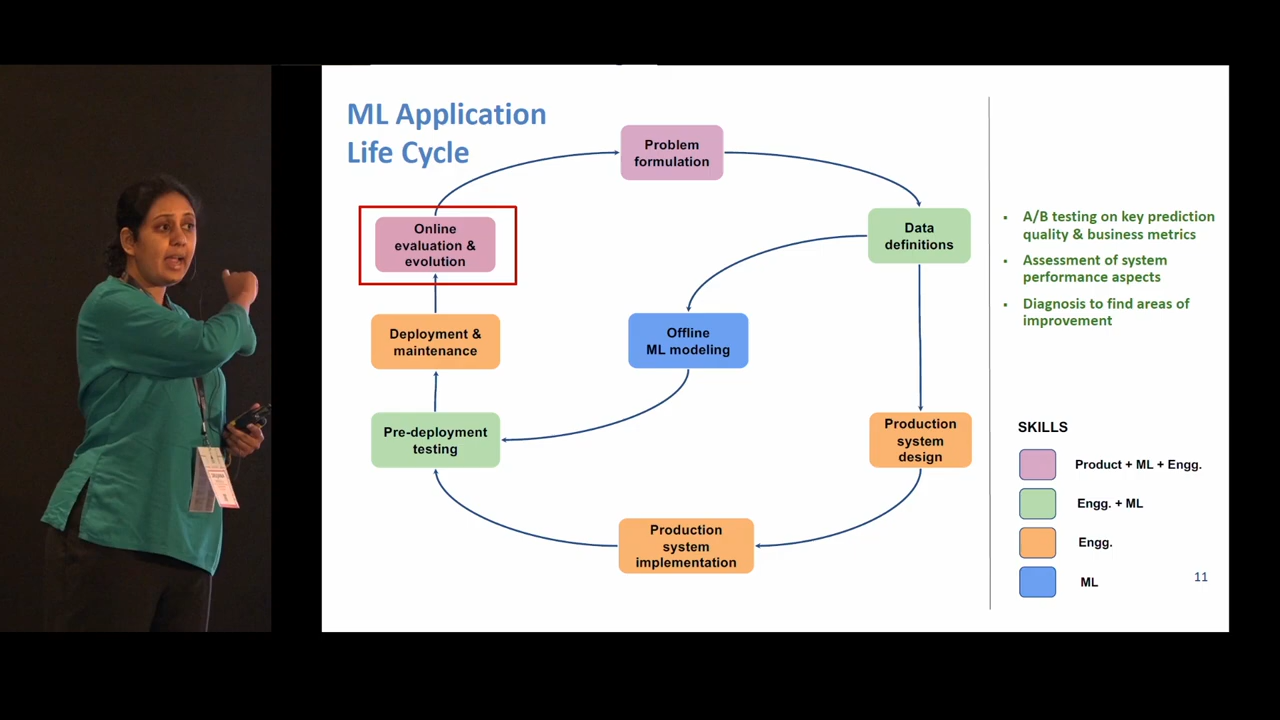 ML Application
Life Cycle
Problem
formulation
Online
evaluation &
evolution
Data
definitions
Deployment &
maintenance
Offline
ML modeling
Pre-deployment
testing
Production
system
design
Production
system
implementation
▪ A/B testing on key prediction
quality & business metrics
▪ Assessment of system
performance aspects
▪ Diagnosis to find areas of
improvement
SKILLS
Product + ML + Engg.
Engg. + ML
Engg.
ML
11